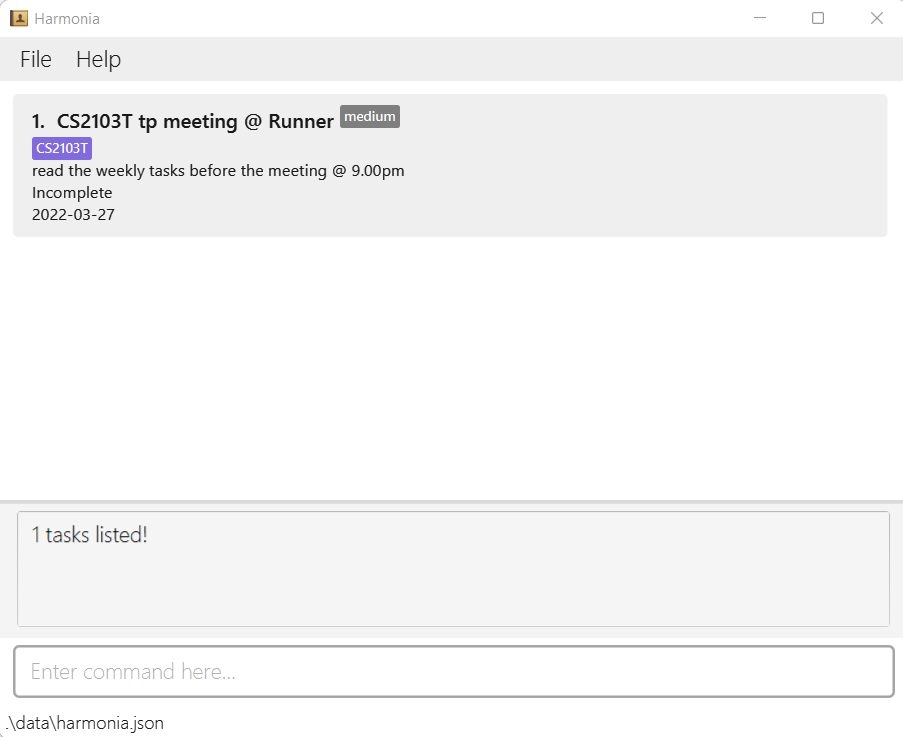 Harmonia
File Help
1. CS2103T tp meeting @ Runner medium
CS2103T
read the weekly tasks before the meeting @ 9.00pm
Incomplete
2022-03-27
1 tasks listed!
Enter command here...
.\data\harmonia.json